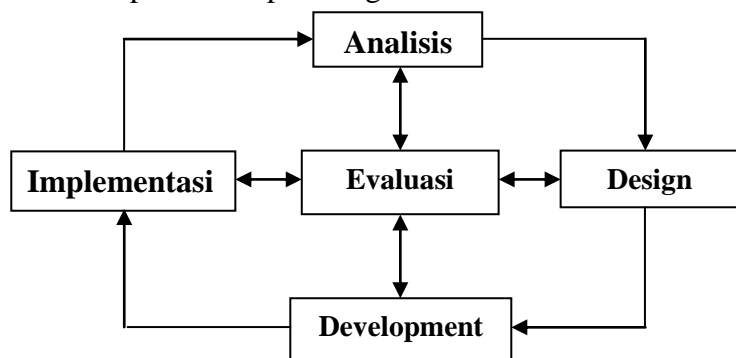 Analisis
Implementasi
Evaluasi
Design
Development